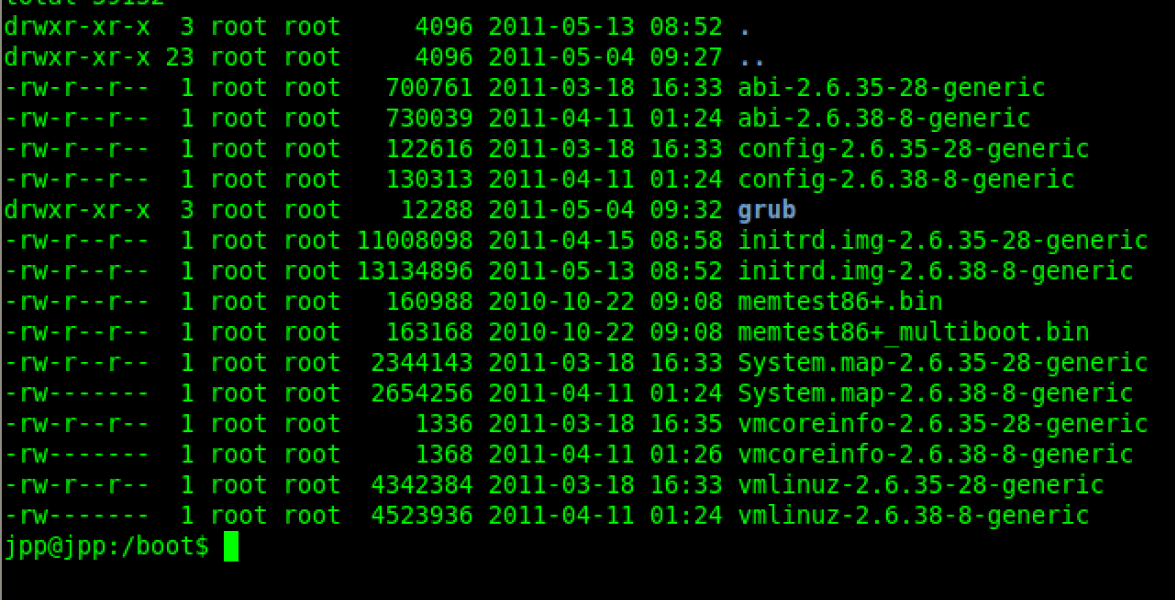 drwxr-xr-x  3 root root     4096 2011-05-13 08:52 .
drwxr-xr-x 23 root root     4096 2011-05-04 09:27 ..
-rw-r--r--  1 root root   700761 2011-03-18 16:33 abi-2.6.35-28-generic
-rw-r--r--  1 root root   730039 2011-04-11 01:24 abi-2.6.38-8-generic
-rw-r--r--  1 root root   122616 2011-03-18 16:33 config-2.6.35-28-generic
-rw-r--r--  1 root root   130313 2011-04-11 01:24 config-2.6.38-8-generic
drwxr-xr-x  3 root root    12288 2011-05-04 09:32 grub
-rw-r--r--  1 root root 11008098 2011-04-15 08:58 initrd.img-2.6.35-28-generic
-rw-r--r--  1 root root 13134896 2011-05-13 08:52 initrd.img-2.6.38-8-generic
-rw-r--r--  1 root root   160988 2010-10-22 09:08 memtest86+.bin
-rw-r--r--  1 root root   163168 2010-10-22 09:08 memtest86+_multiboot.bin
-rw-r--r--  1 root root  2344143 2011-03-18 16:33 System.map-2.6.35-28-generic
-rw-------  1 root root  2654256 2011-04-11 01:24 System.map-2.6.38-8-generic
-rw-r--r--  1 root root     1336 2011-03-18 16:35 vmcoreinfo-2.6.35-28-generic
-rw-------  1 root root     1368 2011-04-11 01:26 vmcoreinfo-2.6.38-8-generic
-rw-r--r--  1 root root  4342384 2011-03-18 16:33 vmlinuz-2.6.35-28-generic
-rw-------  1 root root  4523936 2011-04-11 01:24 vmlinuz-2.6.38-8-generic
jpp@jpp:/boot$